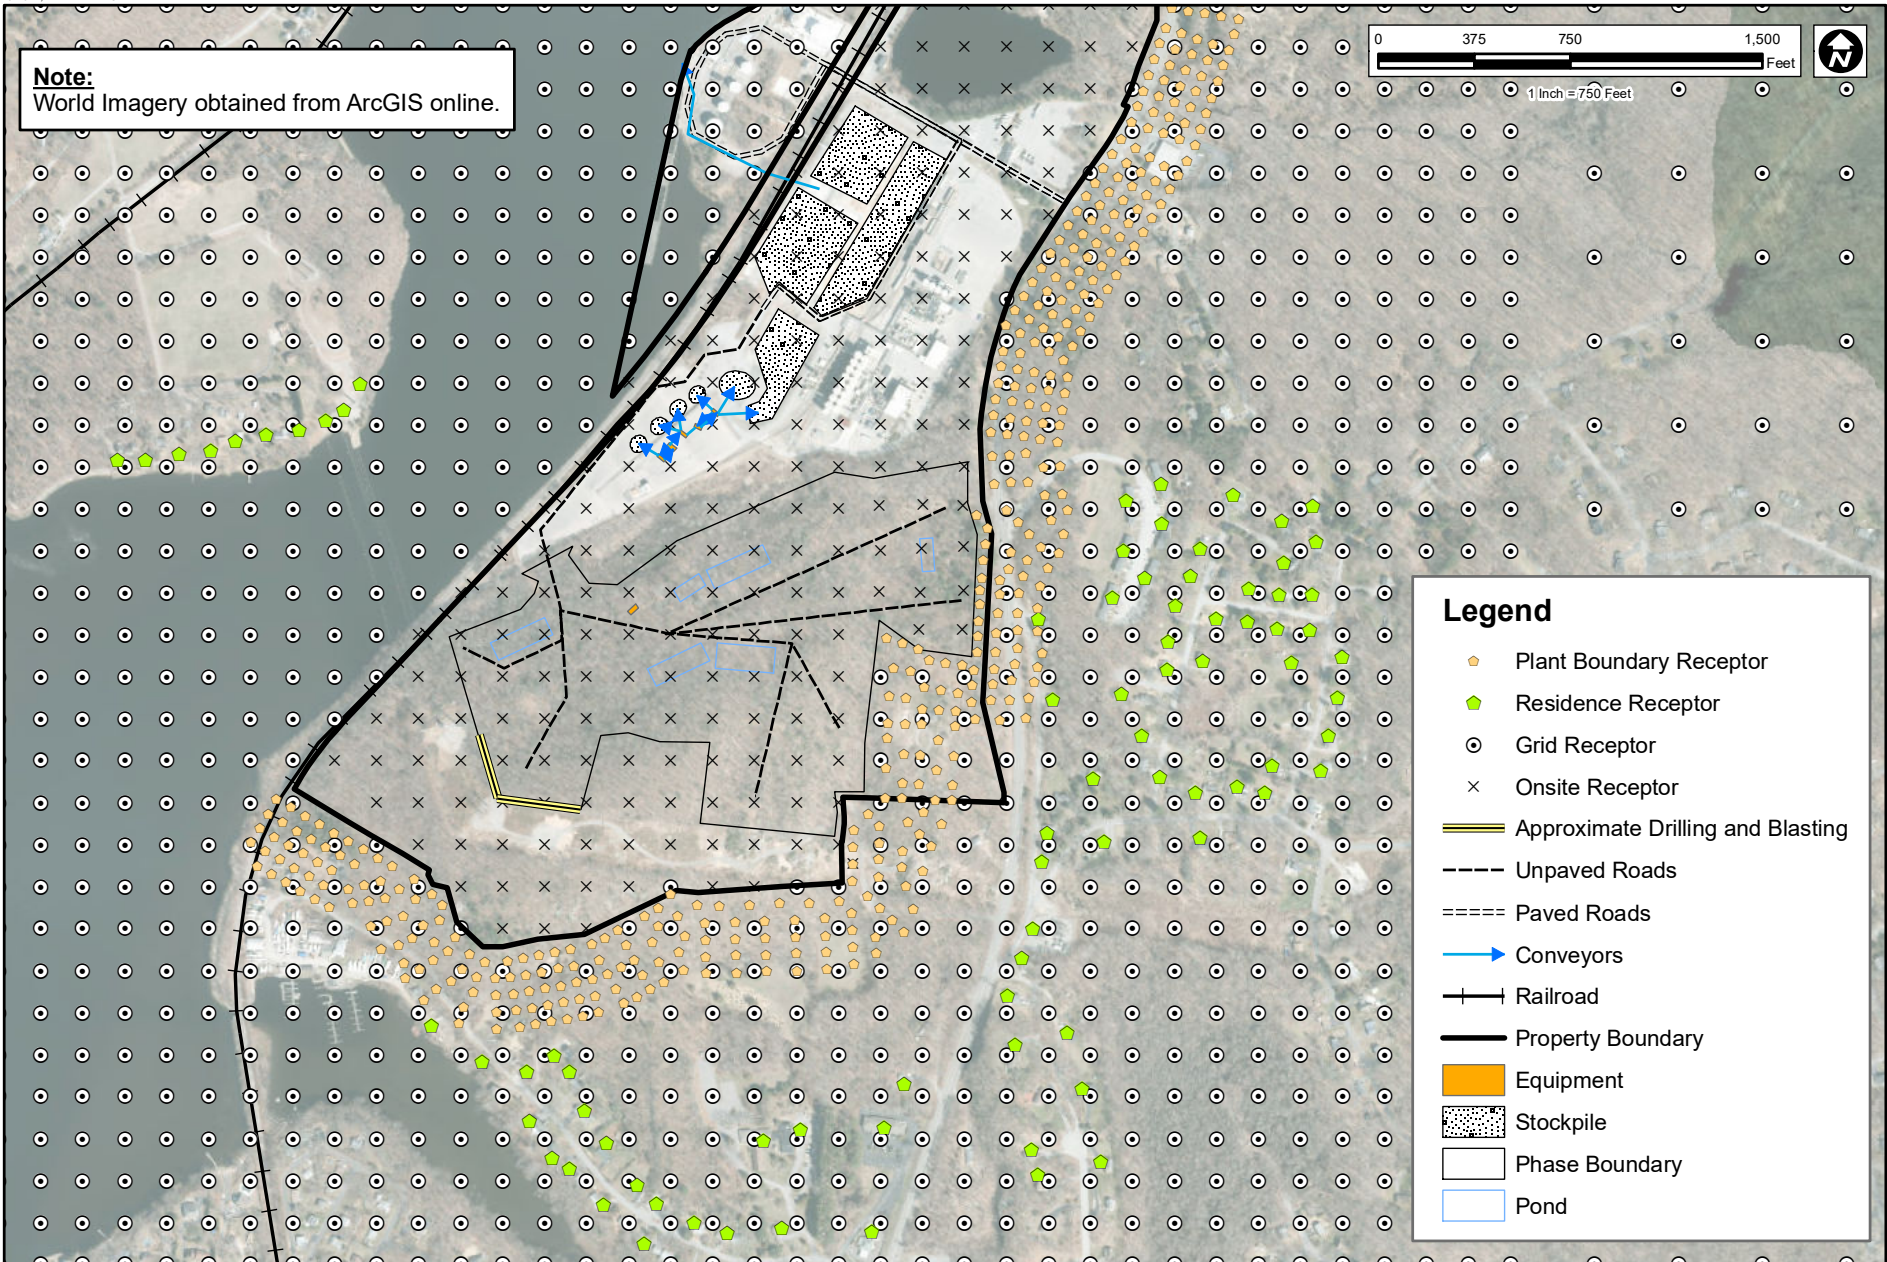 Note:
World Imagery obtained from ArcGIS online.
0 375 750 1,500
Feet
N
1 Inch = 750 Feet
Legend
Plant Boundary Receptor
Residence Receptor
Grid Receptor
Onsite Receptor
Approximate Drilling and Blasting
Unpaved Roads
Paved Roads
Conveyors
Railroad
Property Boundary
Equipment
Stockpile
Phase Boundary
Pond